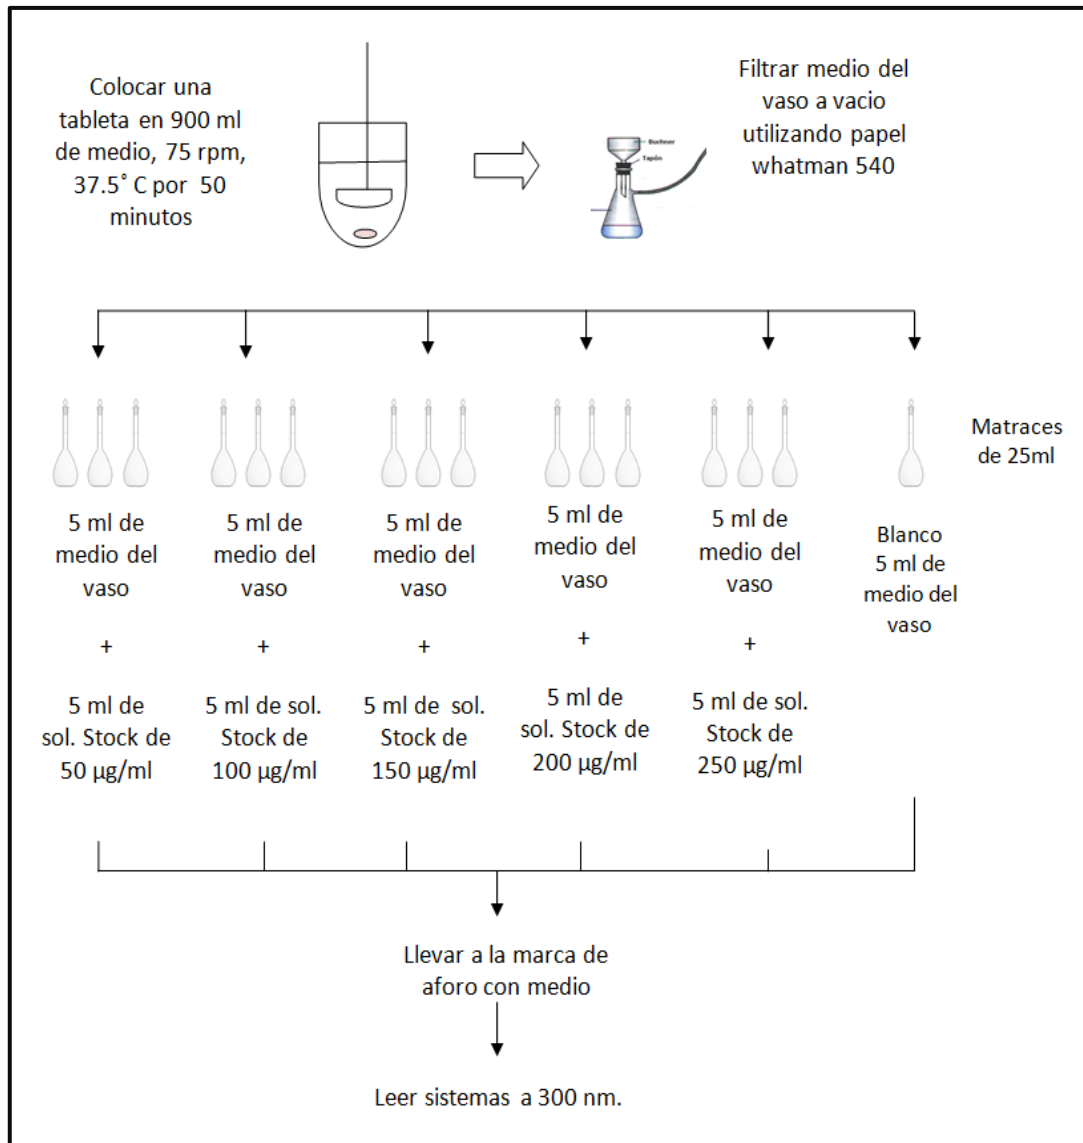 Colocar una
tableta en 900 ml
de medio, 75 rpm,
37.5˚ C por 50
minutos
Buchner
Tapón
Filtrar medio del
vaso a vacio
utilizando papel
whatman 540
Matraces
de 25ml
5 ml de
medio del
vaso
+
5 ml de
sol. Stock de
50 µg/ml
5 ml de
medio del
vaso
+
5 ml de sol.
Stock de
100 µg/ml
5 ml de
medio del
vaso
+
5 ml de sol.
Stock de
150 µg/ml
5 ml de
medio del
vaso
+
5 ml de
sol. Stock de
200 µg/ml
5 ml de
medio del
vaso
+
5 ml de sol.
Stock de
250 µg/ml
Blanco
5 ml de
medio del
vaso
Llevar a la marca de
aforo con medio
Leer sistemas a 300 nm.